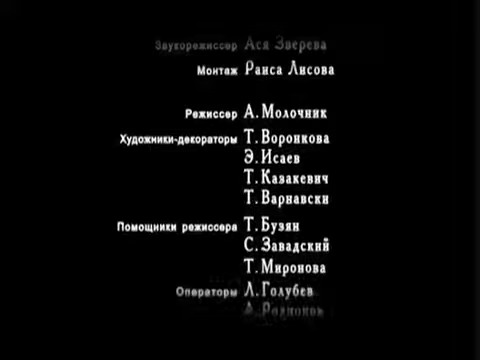 Звукорежиссер Ася Зверева
Монтаж Раиса Лисова
Режиссер А. Молочник
Художники-декораторы Т. Воронкова
Э. Исаев
Т. Казакевич
Т. Варнавски
Помощники режиссера Т. Бузян
С. Завадский
Т. Миронова
Операторы Л. Голубев
А. Родионов